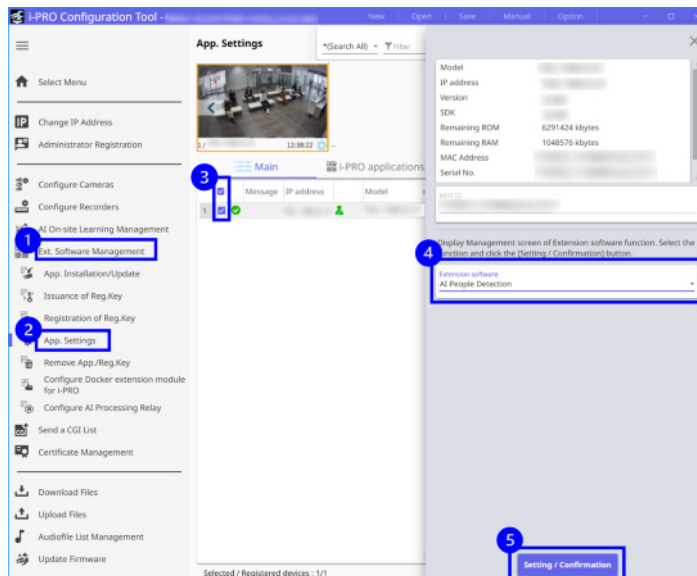 i-PRO Configuration Tool -
New
Open
Save
Manual
Option
App. Settings
*(Search All)
Filter
Select Menu
Change IP Address
Administrator Registration
Configure Cameras
Configure Recorders
AI On-site Learning Management
1
Ext. Software Management
App. Installation/Update
Issuance of Reg.Key
Registration of Reg.Key
2
App. Settings
Remove App./Reg.Key
Configure Docker extension module
for i-PRO
Configure AI Processing Relay
Send a CGI List
Certificate Management
Download Files
Upload Files
Audiofile List Management
Update Firmware
1 /
12:38:22
Main
i-PRO applications
3
Message
IP address
Model
1
Selected / Registered devices : 1/1
Model
IP address
Version
SDK
Remaining ROM 6291424 kbytes
Remaining RAM 1048576 kbytes
MAC Address
Serial No.
MPR ID
Display Management screen of Extension software function. Select the
function and click the [Setting / Confirmation] button.
4
Extension software
AI People Detection
5
Setting / Confirmation